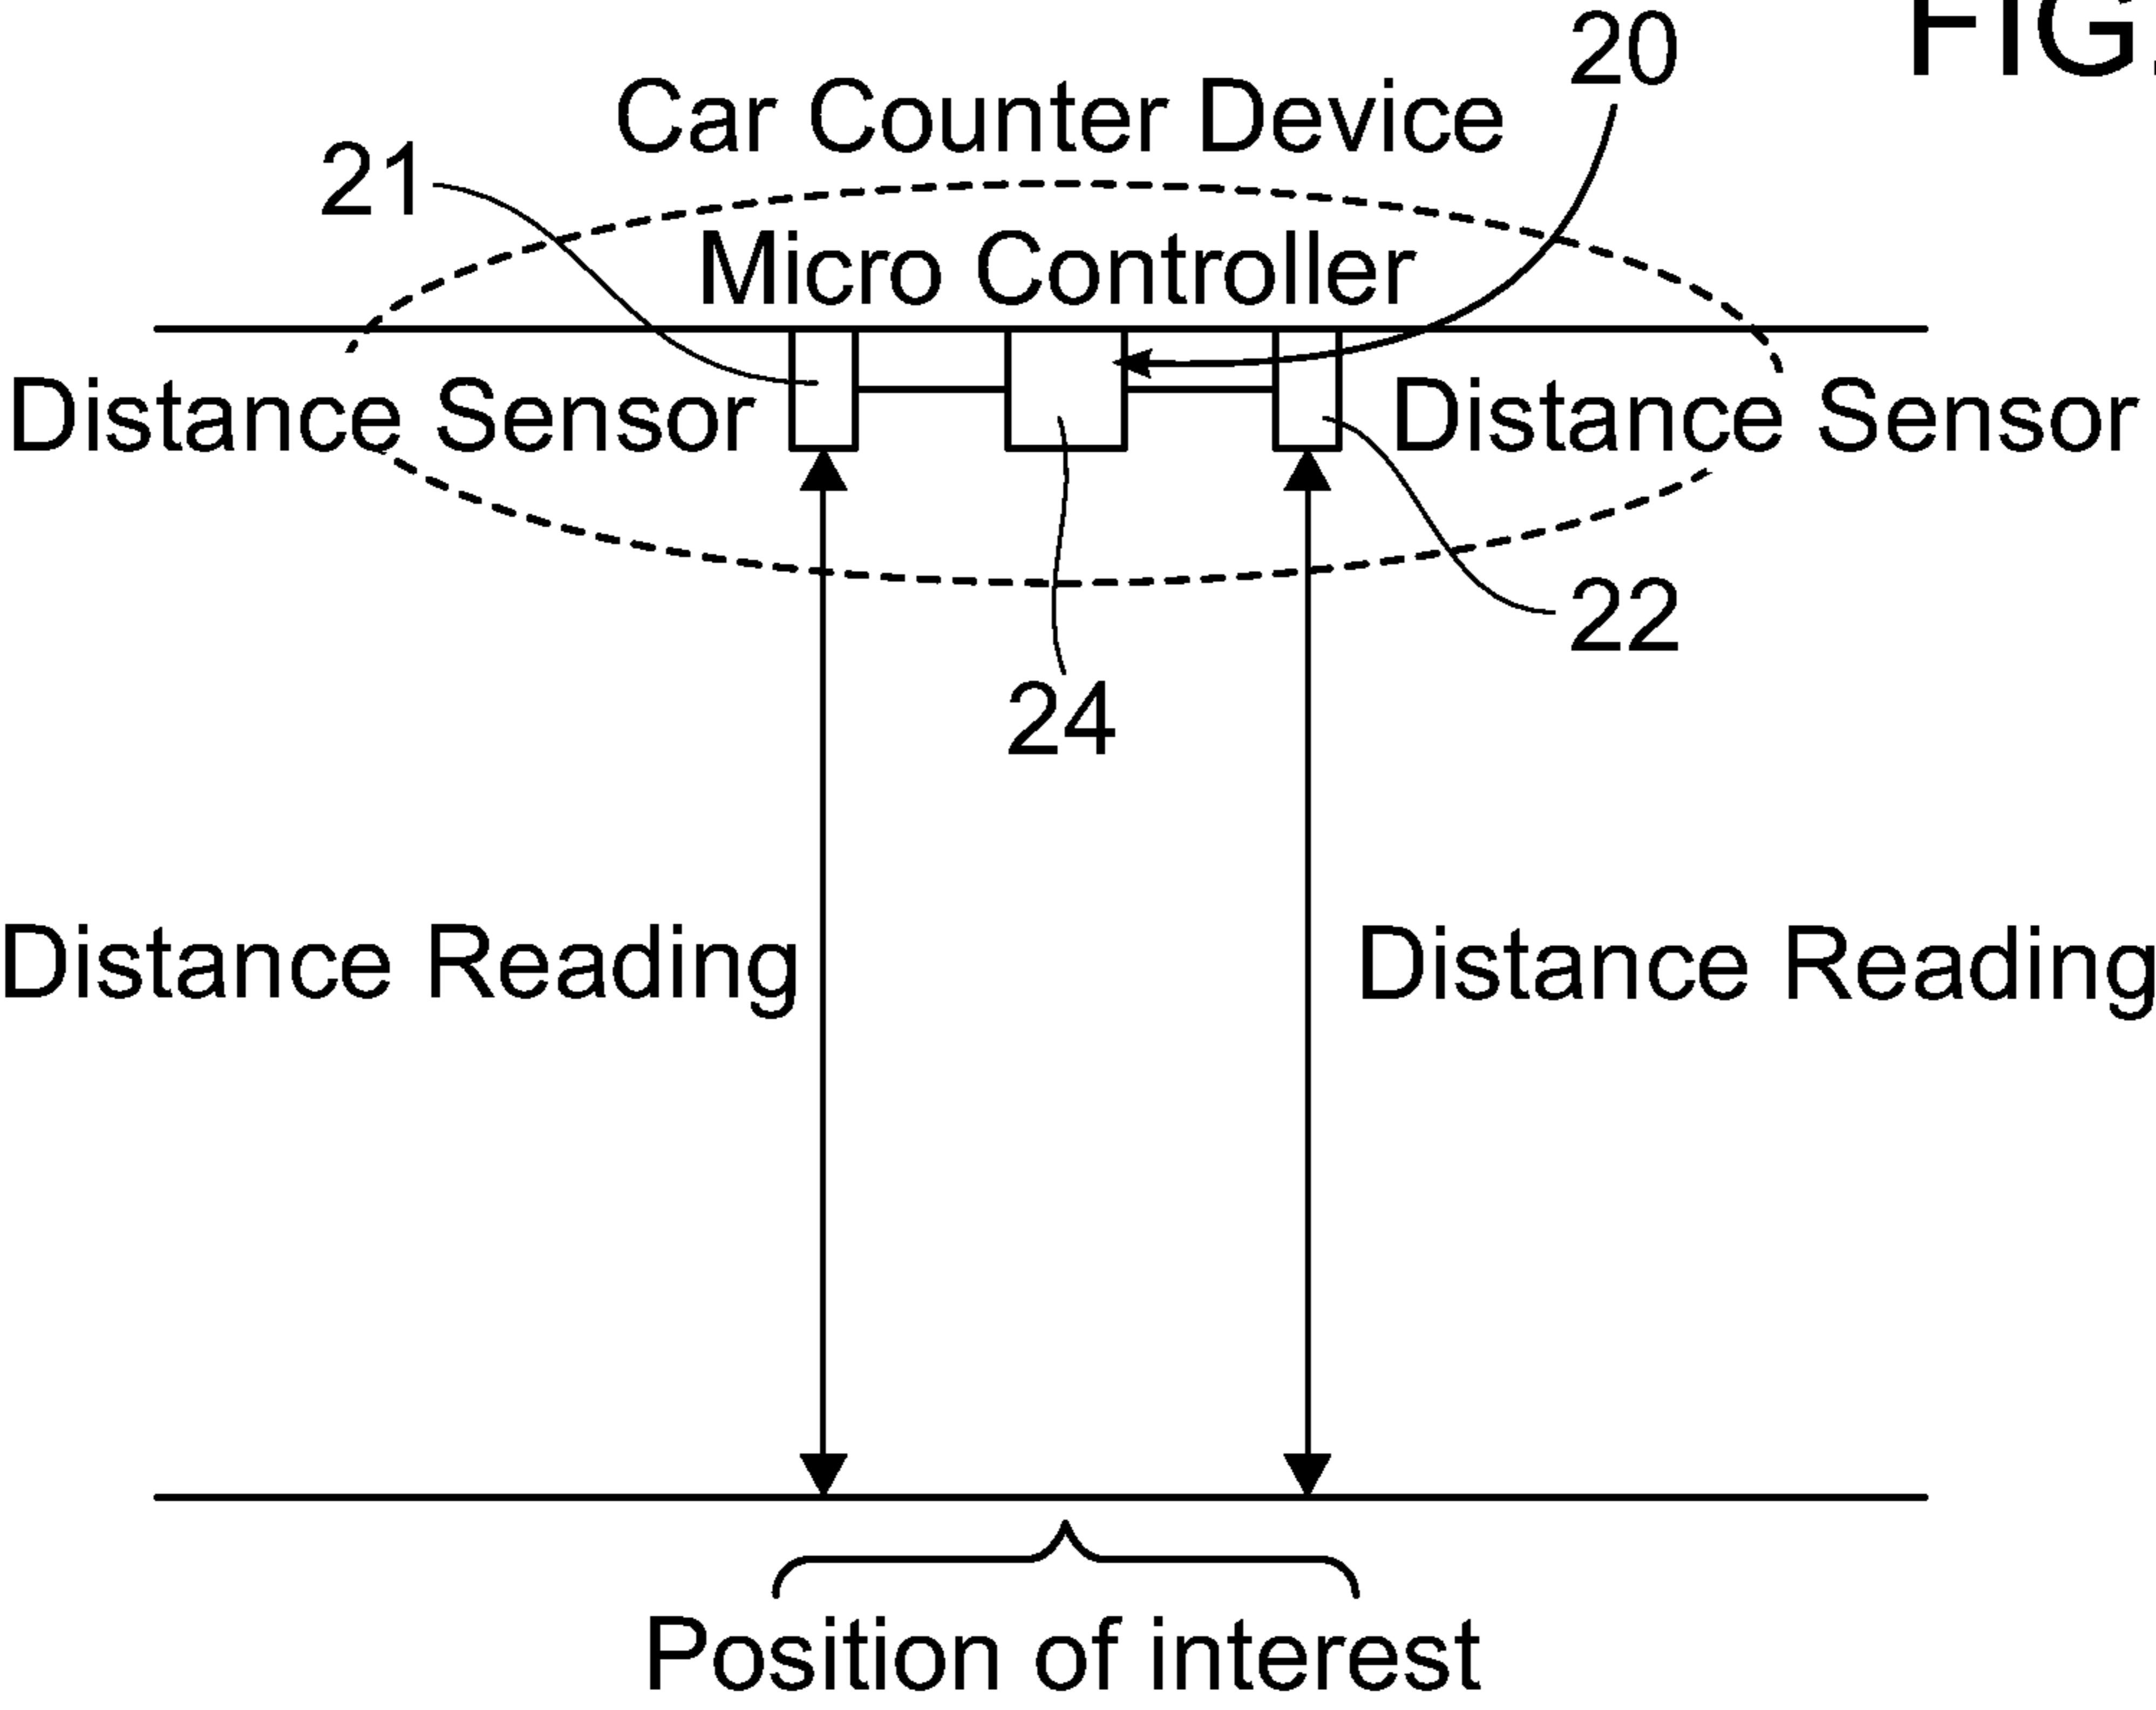 FIG.
20
Car Counter Device
21
Micro Controller
Distance Sensor
Distance Sensor
22
24
Distance Reading
Distance Reading
Position of interest